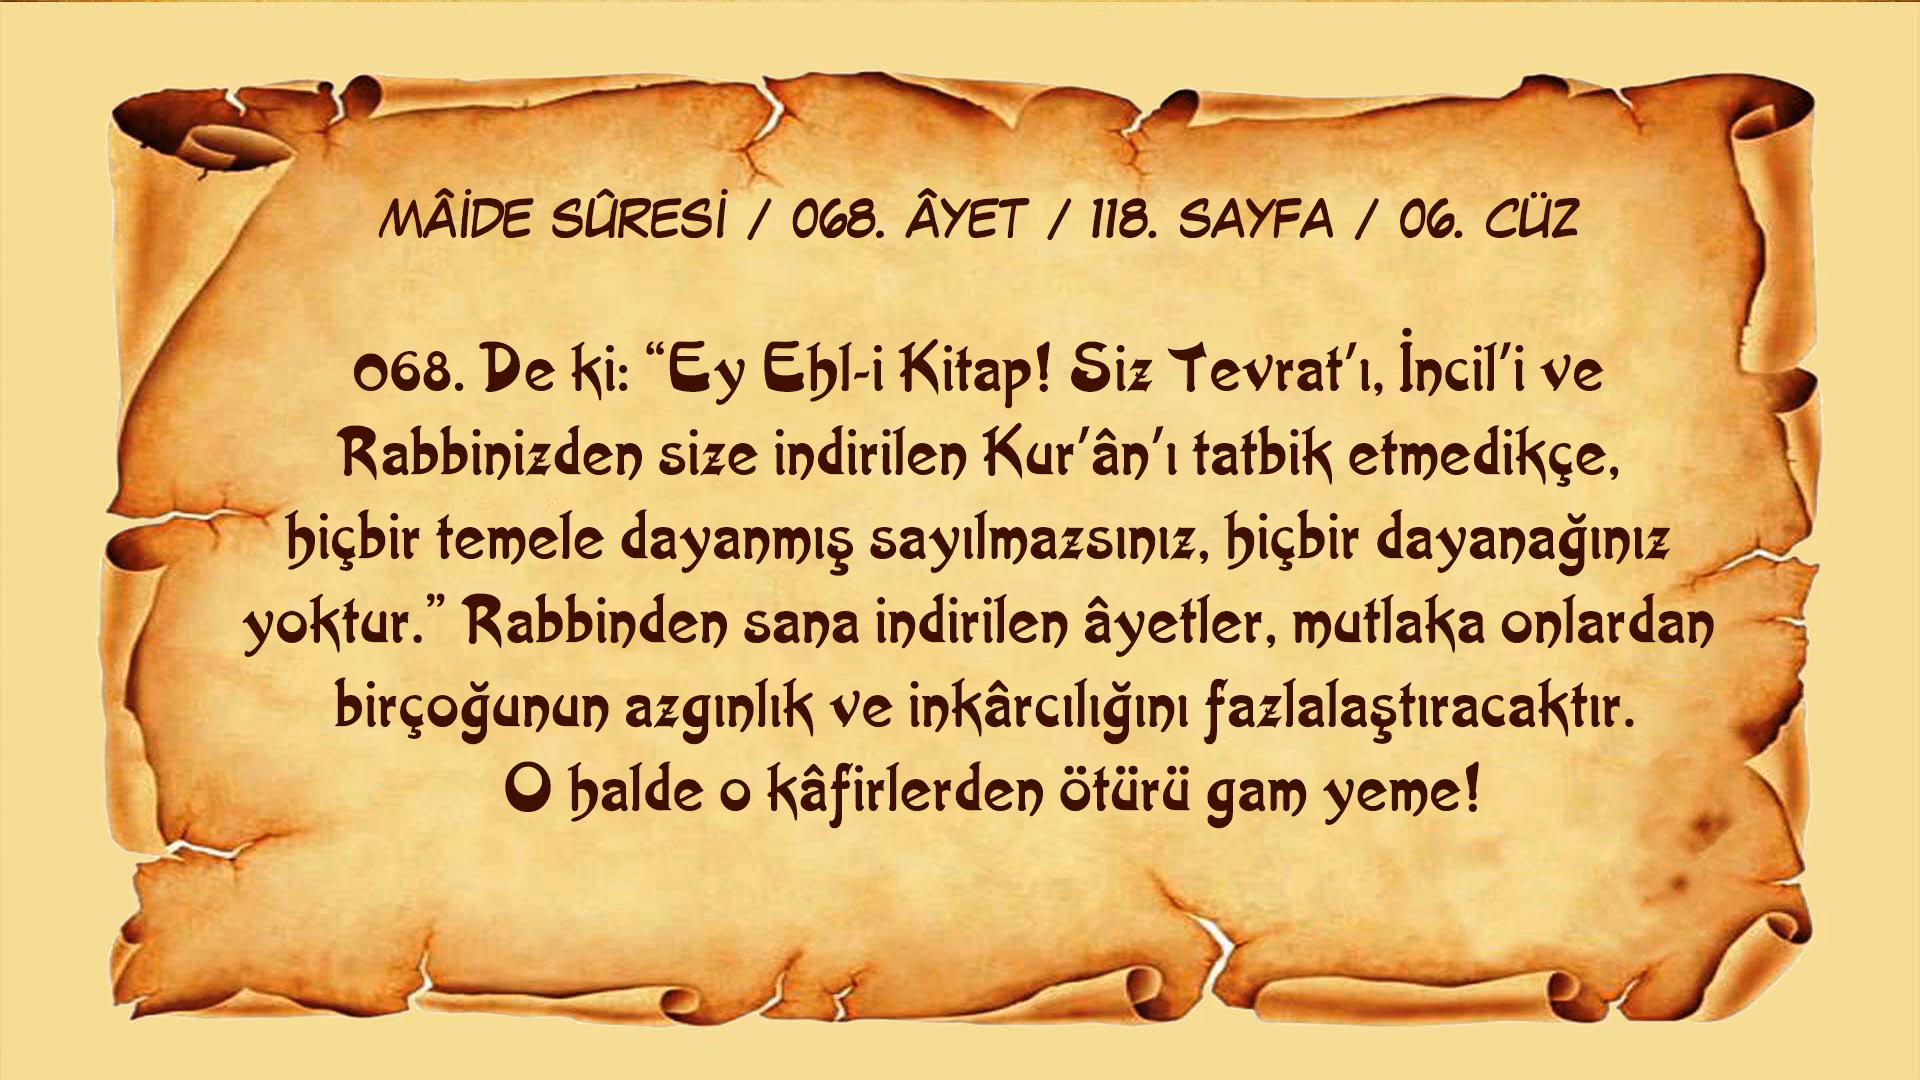 MÂİDE SÛRESİ / 068. ÂYET / 118. SAYFA / 06. CÜZ
068. De ki: “Ey Ehl-i Kitap! Siz Tevrat’ı, İncil’i ve
Rabbinizden size indirilen Kur’ân’ı tatbik etmedikçe,
hiçbir temele dayanmış sayılmazsınız, hiçbir dayanağınız
yoktur.” Rabbinden sana indirilen âyetler, mutlaka onlardan
birçoğunun azgınlık ve inkârcılığını fazlalaştıracaktır.
O halde o kâfirlerden ötürü gam yeme!